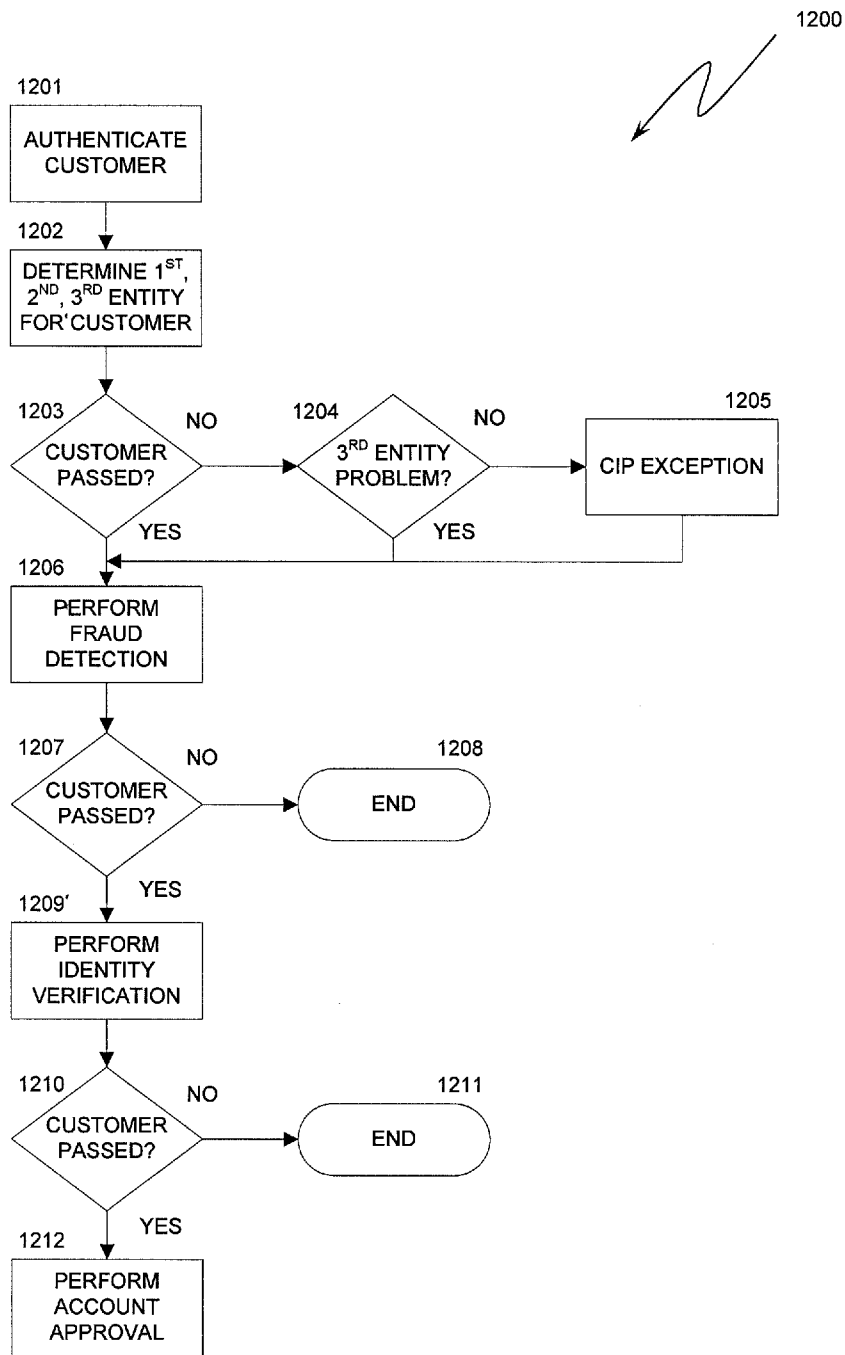 1200
1201
AUTHENTICATE
CUSTOMER
1202
DETERMINE 1ST,
2ND, 3RD ENTITY
FOR'CUSTOMER
1203
CUSTOMER
PASSED?
NO
YES
1204
3RD ENTITY
PROBLEM?
NO
YES
1205
CIP EXCEPTION
1206
PERFORM
FRAUD
DETECTION
1207
CUSTOMER
PASSED?
NO
YES
1208
END
1209'
PERFORM
IDENTITY
VERIFICATION
1210
CUSTOMER
PASSED?
NO
YES
1211
END
1212
PERFORM
ACCOUNT
APPROVAL